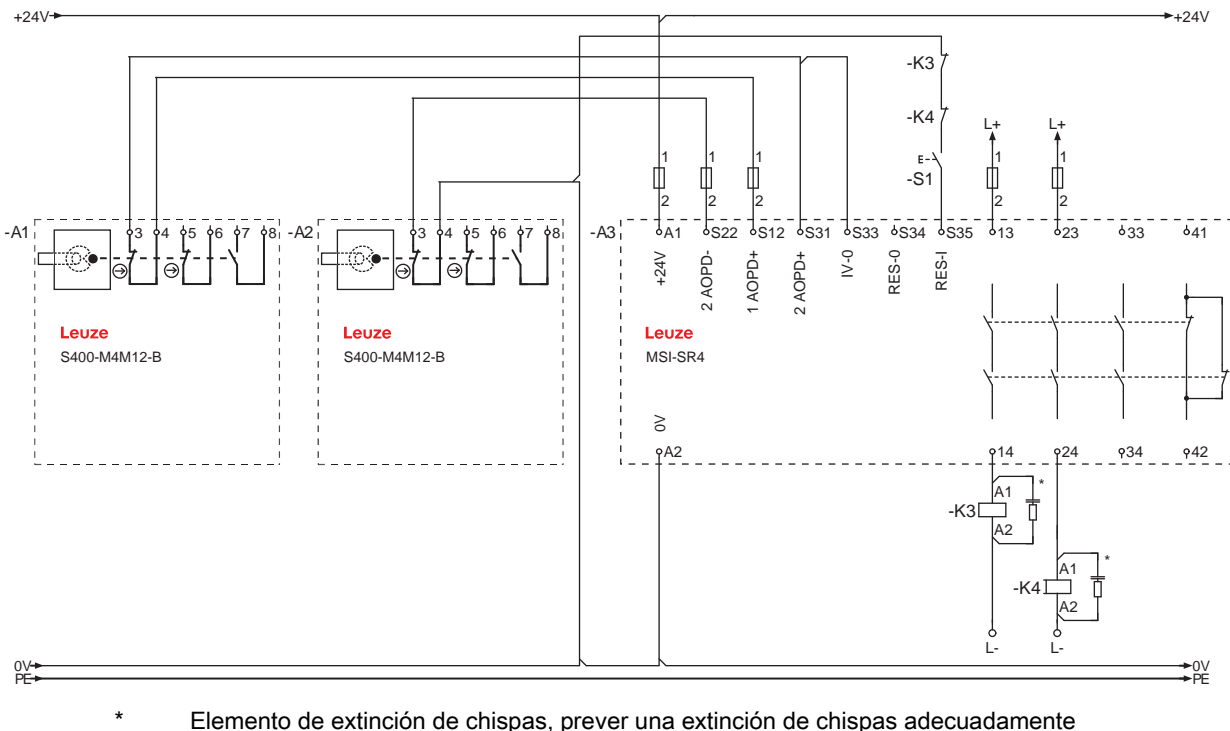 +24V +24V
-K3
-K4 L+ L+
1 1 1 E-- 1 1
-S1
2 2 2 2 2
-A1 3 4 5 6 7 8 -A2 3 4 5 6 7 8 -A3 A1 S22 S12 S31 S33 S34 S35 13 23 33 41
+24V 2 AOPD- 1 AOPD+ 2 AOPD+ IV-0 RES-0 RES-I
Leuze Leuze Leuze
S400-M4M12-B S400-M4M12-B MSI-SR4
0V
A2 14 24 34 42
A1 *
-K3
A2
A1 *
-K4
A2
L- L-
0V 0V
PE PE
* Elemento de extinción de chispas, prever una extinción de chispas adecuadamente